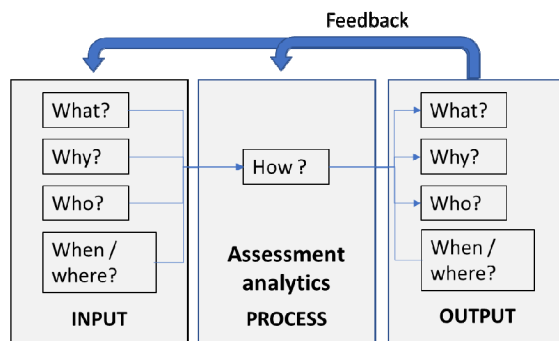 Feedback
What?
Why?
Who?
When /
where?
INPUT
How ?
Assessment
analytics
PROCESS
What?
Why?
Who?
When /
where?
OUTPUT